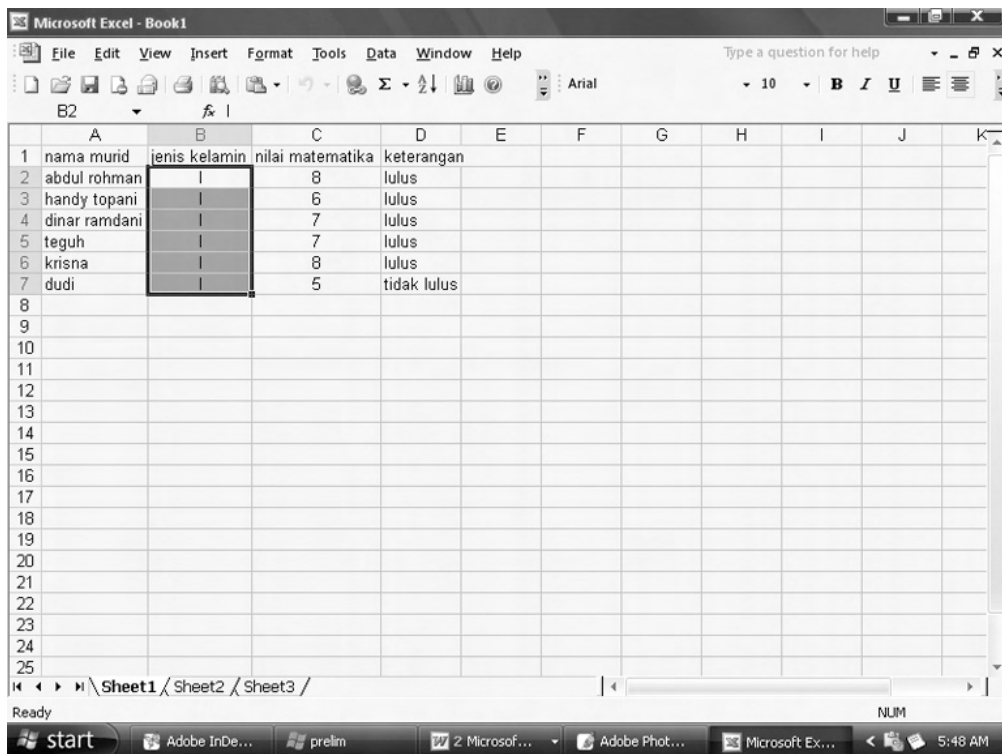 Microsoft Excel - Book1
File Edit View Insert Format Tools Data Window Help Type a question for help
Σ Arial 10 B I U
B2 fx l
A B C D E F G H I J K
1 nama murid jenis kelamin nilai matematika keterangan
2 abdul rohman l 8 lulus
3 handy topani l 6 lulus
4 dinar ramdani l 7 lulus
5 teguh l 7 lulus
6 krisna l 8 lulus
7 dudi l 5 tidak lulus
8
9
10
11
12
13
14
15
16
17
18
19
20
21
22
23
24
25
Sheet1 Sheet2 Sheet3
Ready NUM
start Adobe InDe... prelim 2 Microsof... Adobe Phot... Microsoft Ex... 5:48 AM